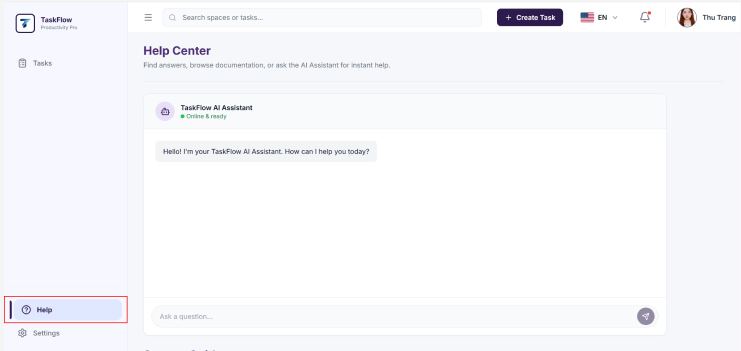 TaskFlow
Productivity Pro
Search spaces or tasks...
+ Create Task
EN
Thu Trang
Tasks
Help Center
Find answers, browse documentation, or ask the AI Assistant for instant help.
TaskFlow AI Assistant
Online & ready
Hello! I'm your TaskFlow AI Assistant. How can I help you today?
Help
Ask a question...
Settings